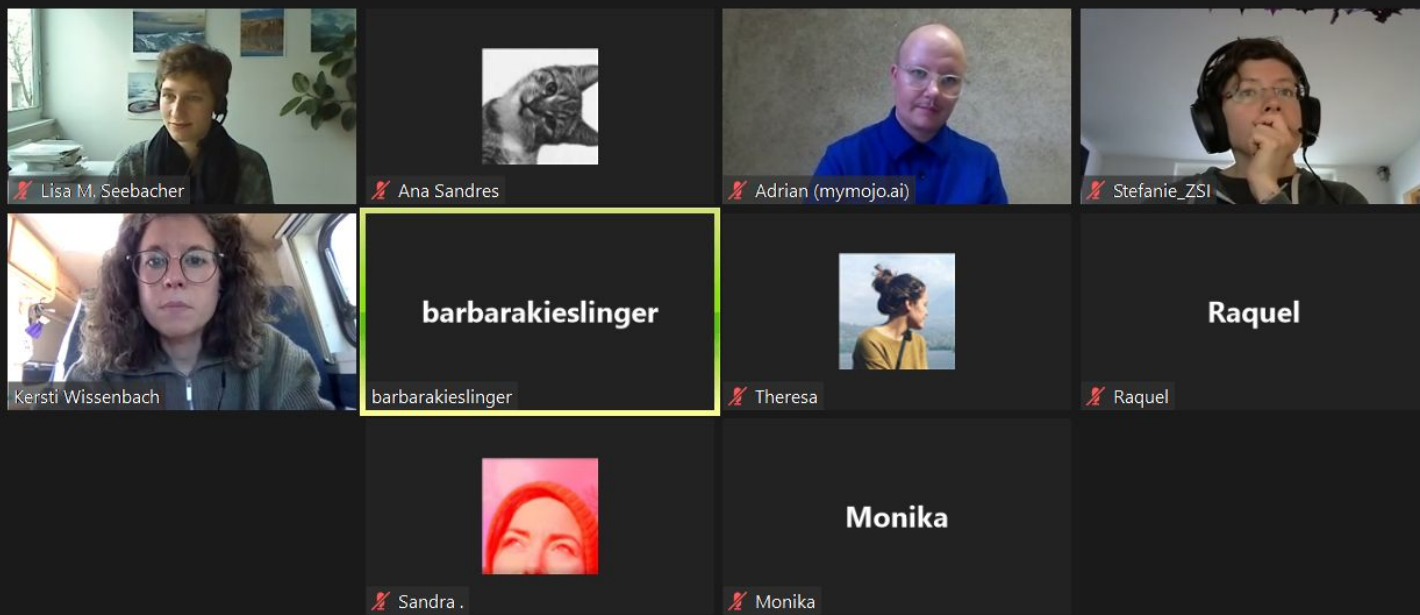 Lisa M. Seebacher
Ana Sandres
Adrian (mymojo.ai)
Stefanie_ZSI
Kersti Wissenbach
barbarakieslinger
barbarakieslinger
Theresa
Raquel
Raquel
Sandra .
Monika
Monika